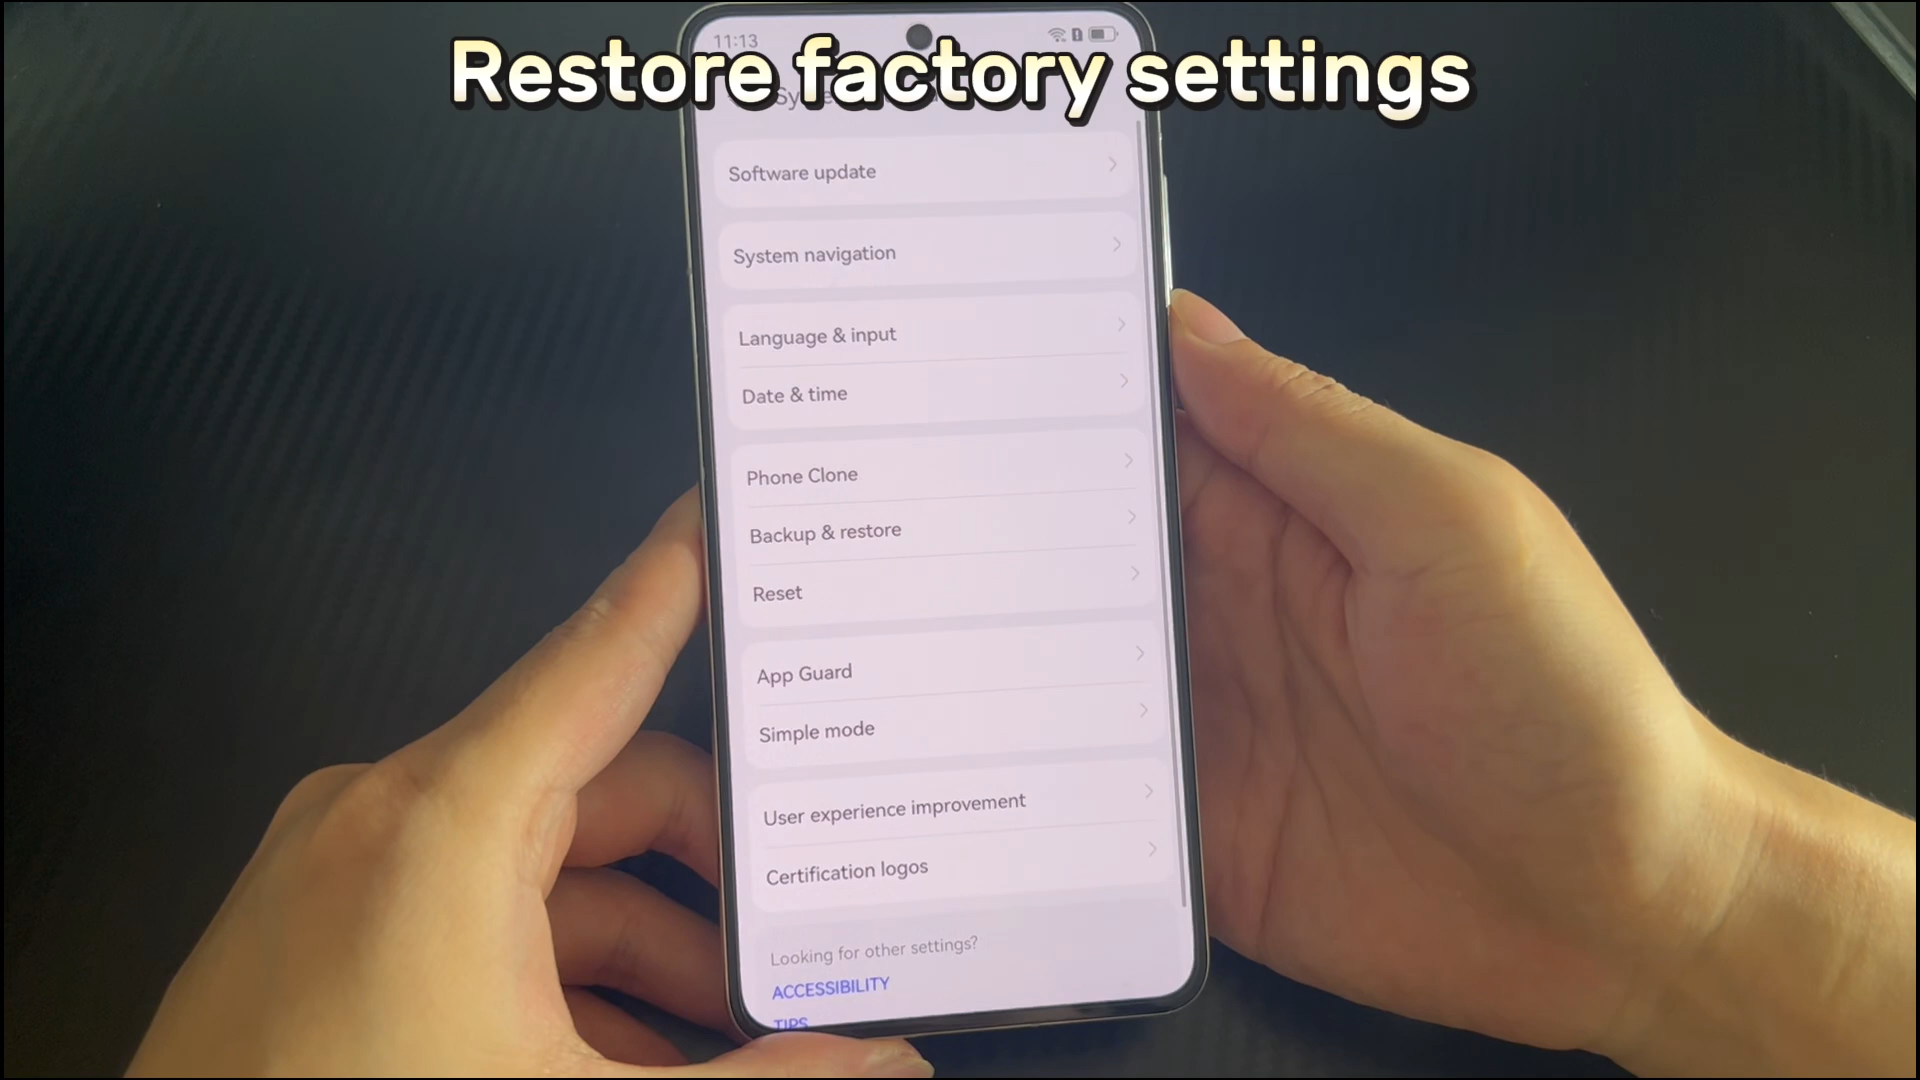 11:13
Restore factory settings
Software update
System navigation
Language & input
Date & time
Phone Clone
Backup & restore
Reset
App Guard
Simple mode
User experience improvement
Certification logos
Looking for other settings?
ACCESSIBILITY
TIPS